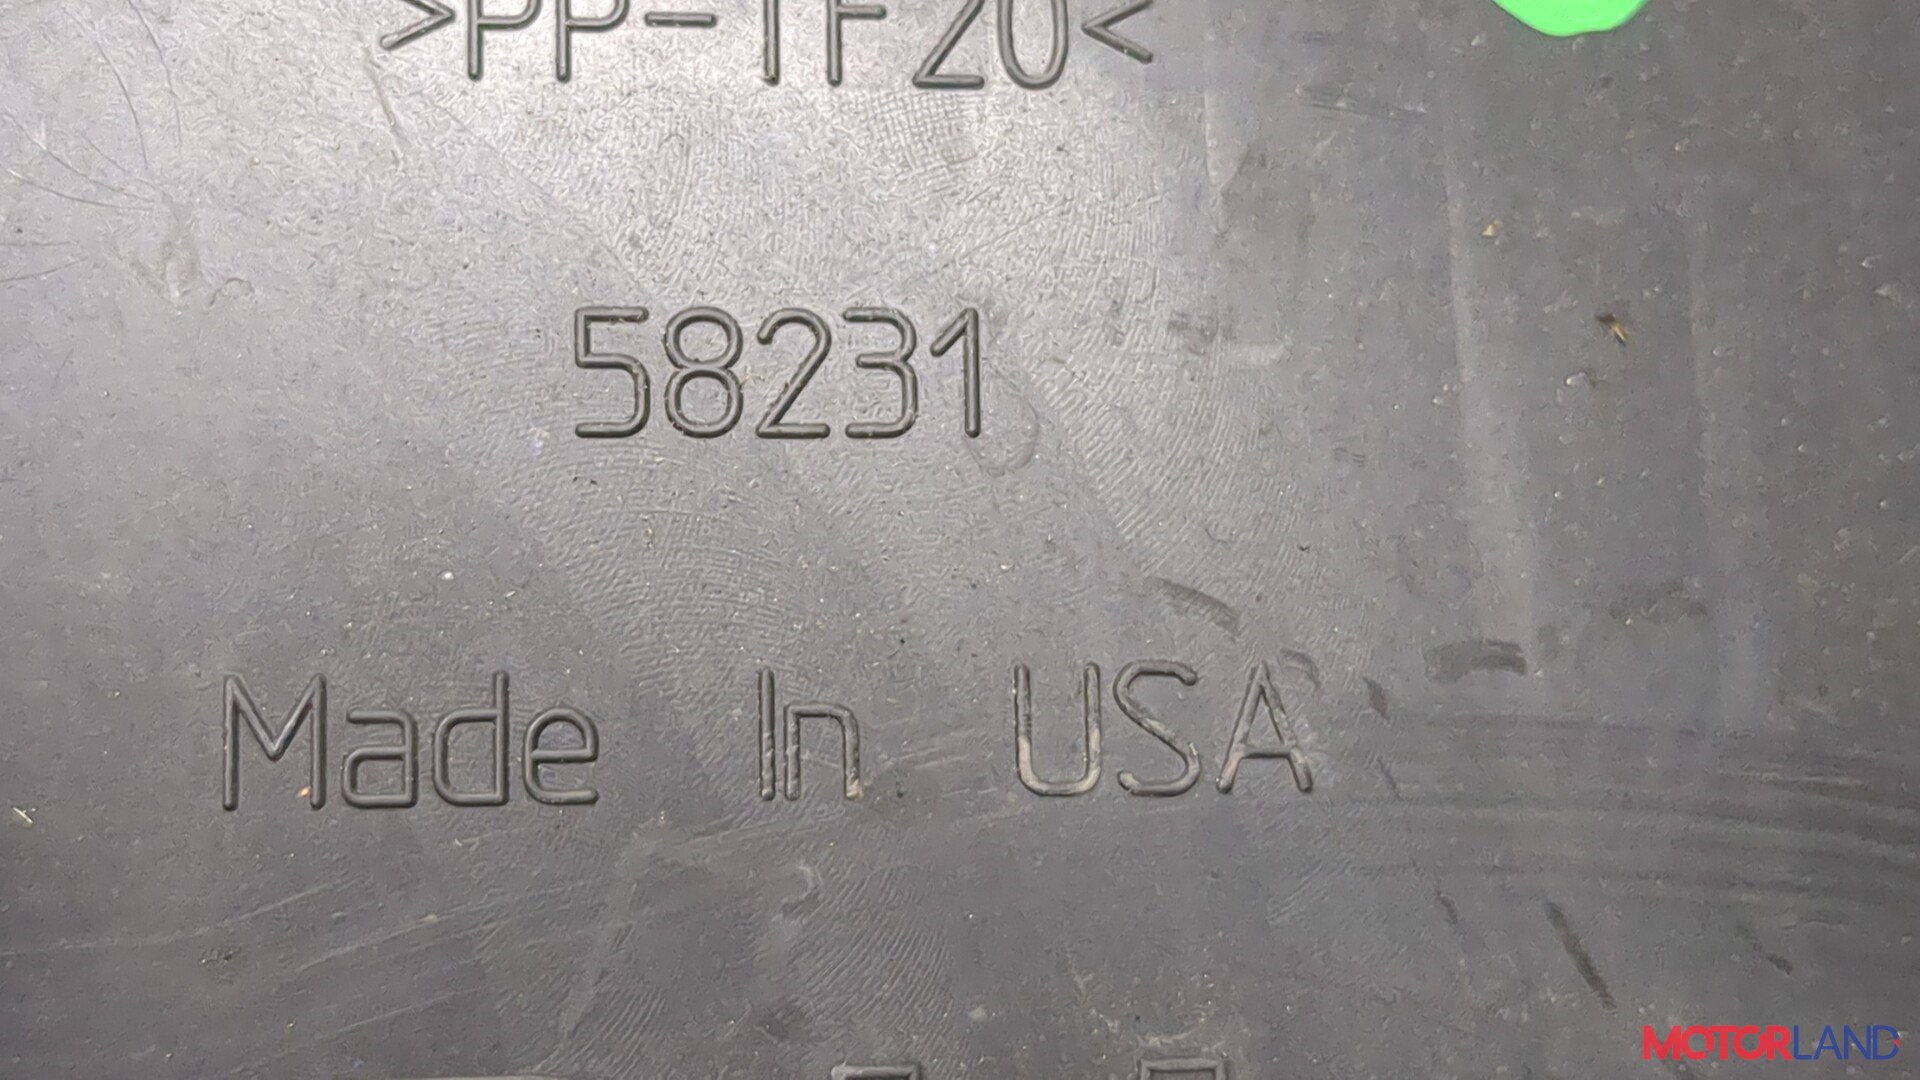 >PP-TF20<
58231
Made In USA
MOTORLAND